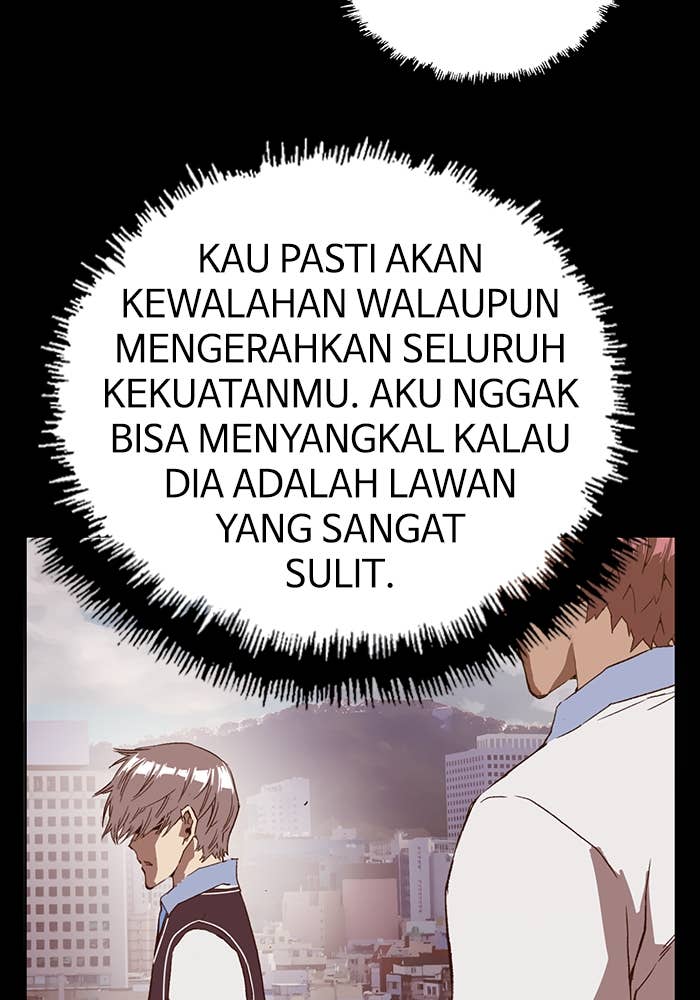 KAU PASTI AKAN
KEWALAHAN WALAUPUN
MENGERAHKAN SELURUH
KEKUATANMU. AKU NGGAK
BISA MENYANGKAL KALAU
DIA ADALAH LAWAN
YANG SANGAT
SULIT.